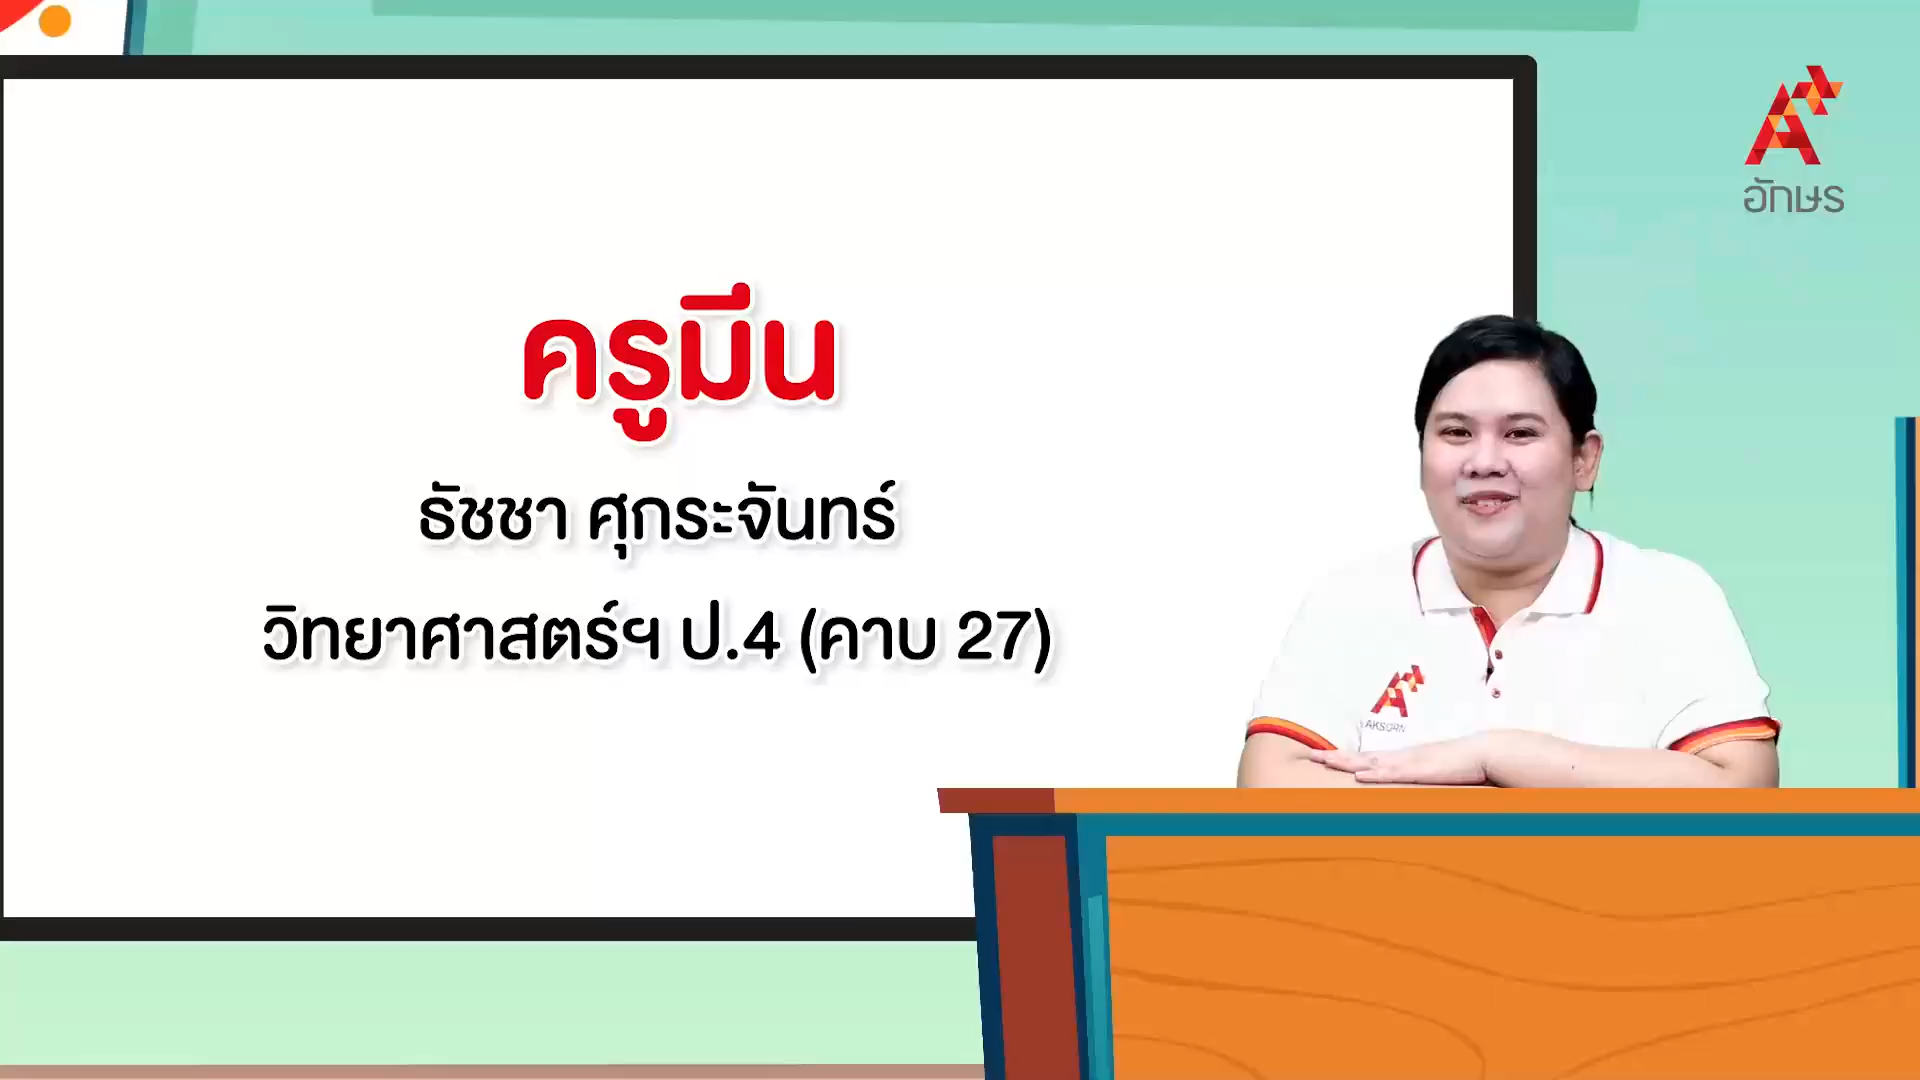 อักษร
ครูมีน
ธัชชา ศุกระจันทร์
วิทยาศาสตร์ฯ ป.4 (คาบ 27)
AKSORN